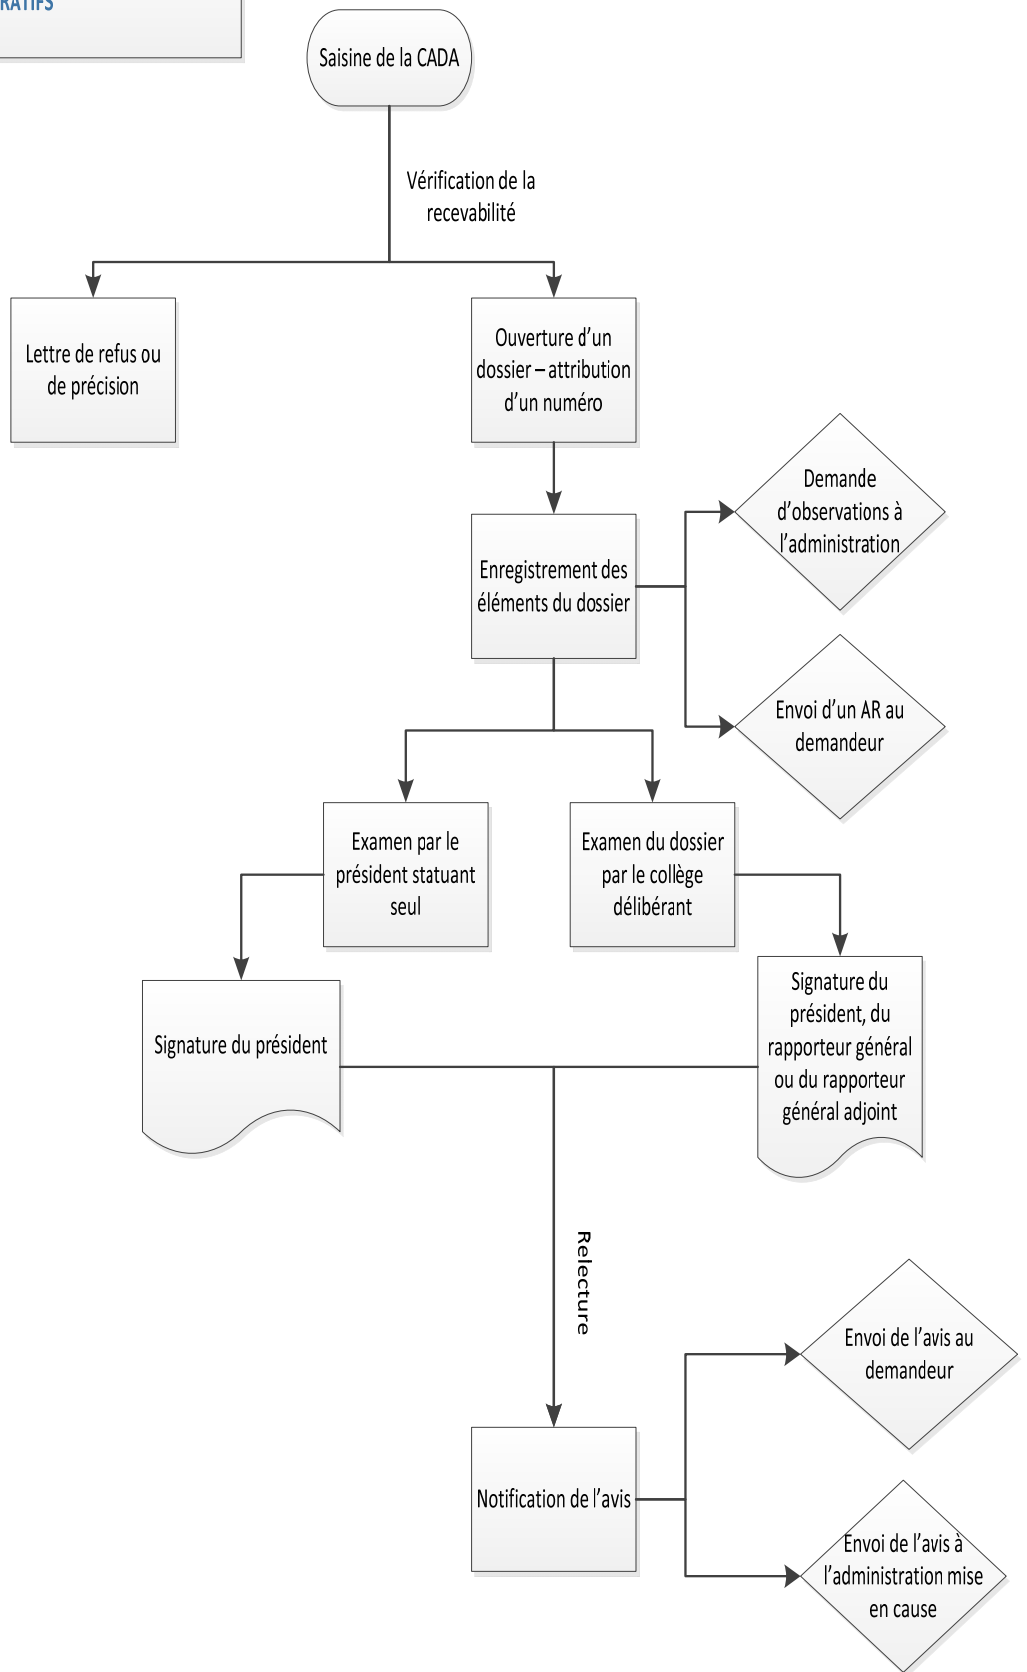 RATIFS
Saisine de la CADA
Vérification de la
recevabilité
Lettre de refus ou
de précision
Ouverture d'un
dossier – attribution
d'un numéro
Demande
d'observations à
l'administration
Enregistrement des
éléments du dossier
Envoi d'un AR au
demandeur
Examen par le
président statuant
seul
Examen du dossier
par le collège
délibérant
Signature du président
Signature du
président, du
rapporteur général
ou du rapporteur
général adjoint
Relecture
Envoi de l'avis au
demandeur
Notification de l'avis
Envoi de l'avis à
l'administration mise
en cause